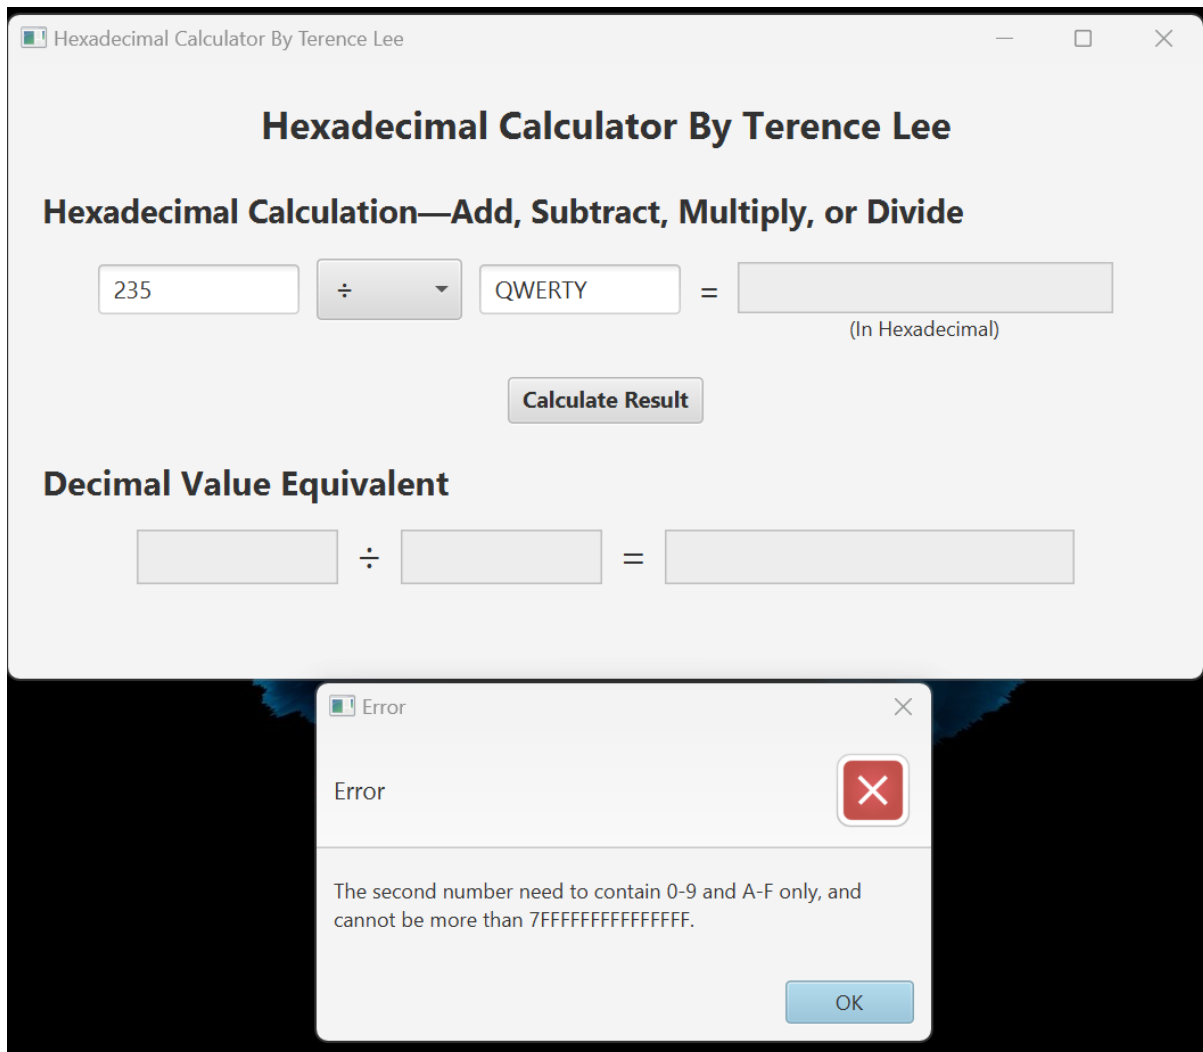 Hexadecimal Calculator By Terence Lee
Hexadecimal Calculator By Terence Lee
Hexadecimal Calculation—Add, Subtract, Multiply, or Divide
235 ÷ QWERTY =
(In Hexadecimal)
Calculate Result
Decimal Value Equivalent
÷ =
Error
Error
The second number need to contain 0-9 and A-F only, and
cannot be more than 7FFFFFFFFFFFFFFF.
OK